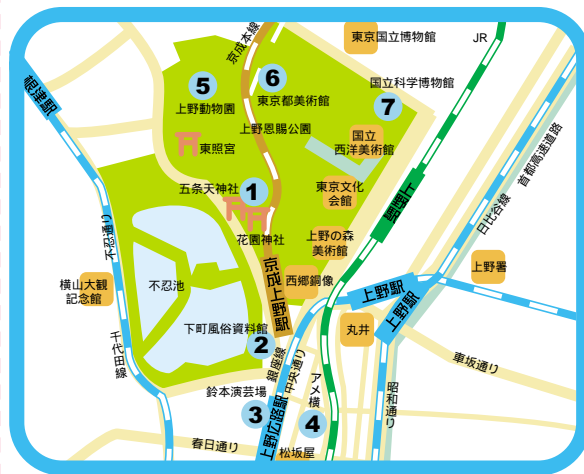 東京国立博物館
JR
京成本線
国立科学博物館
5
6
7
上野動物園
東京都美術館
上野恩賜公園
国立
西洋美術館
東照宮
根津駅
首都高速道路
日比谷線
上野駅
五条天神社
1
東京文化
会館
花園神社
上野の森
美術館
不忍通り
京成上野駅
西郷銅像
上野駅
上野駅
上野署
横山大観
記念館
不忍池
丸井
下町風俗資料館
2
銀座線
中央通り
アメ横
車坂通り
千代田線
昭和通り
鈴本演芸場
3
4
上野広路駅
春日通り
松坂屋